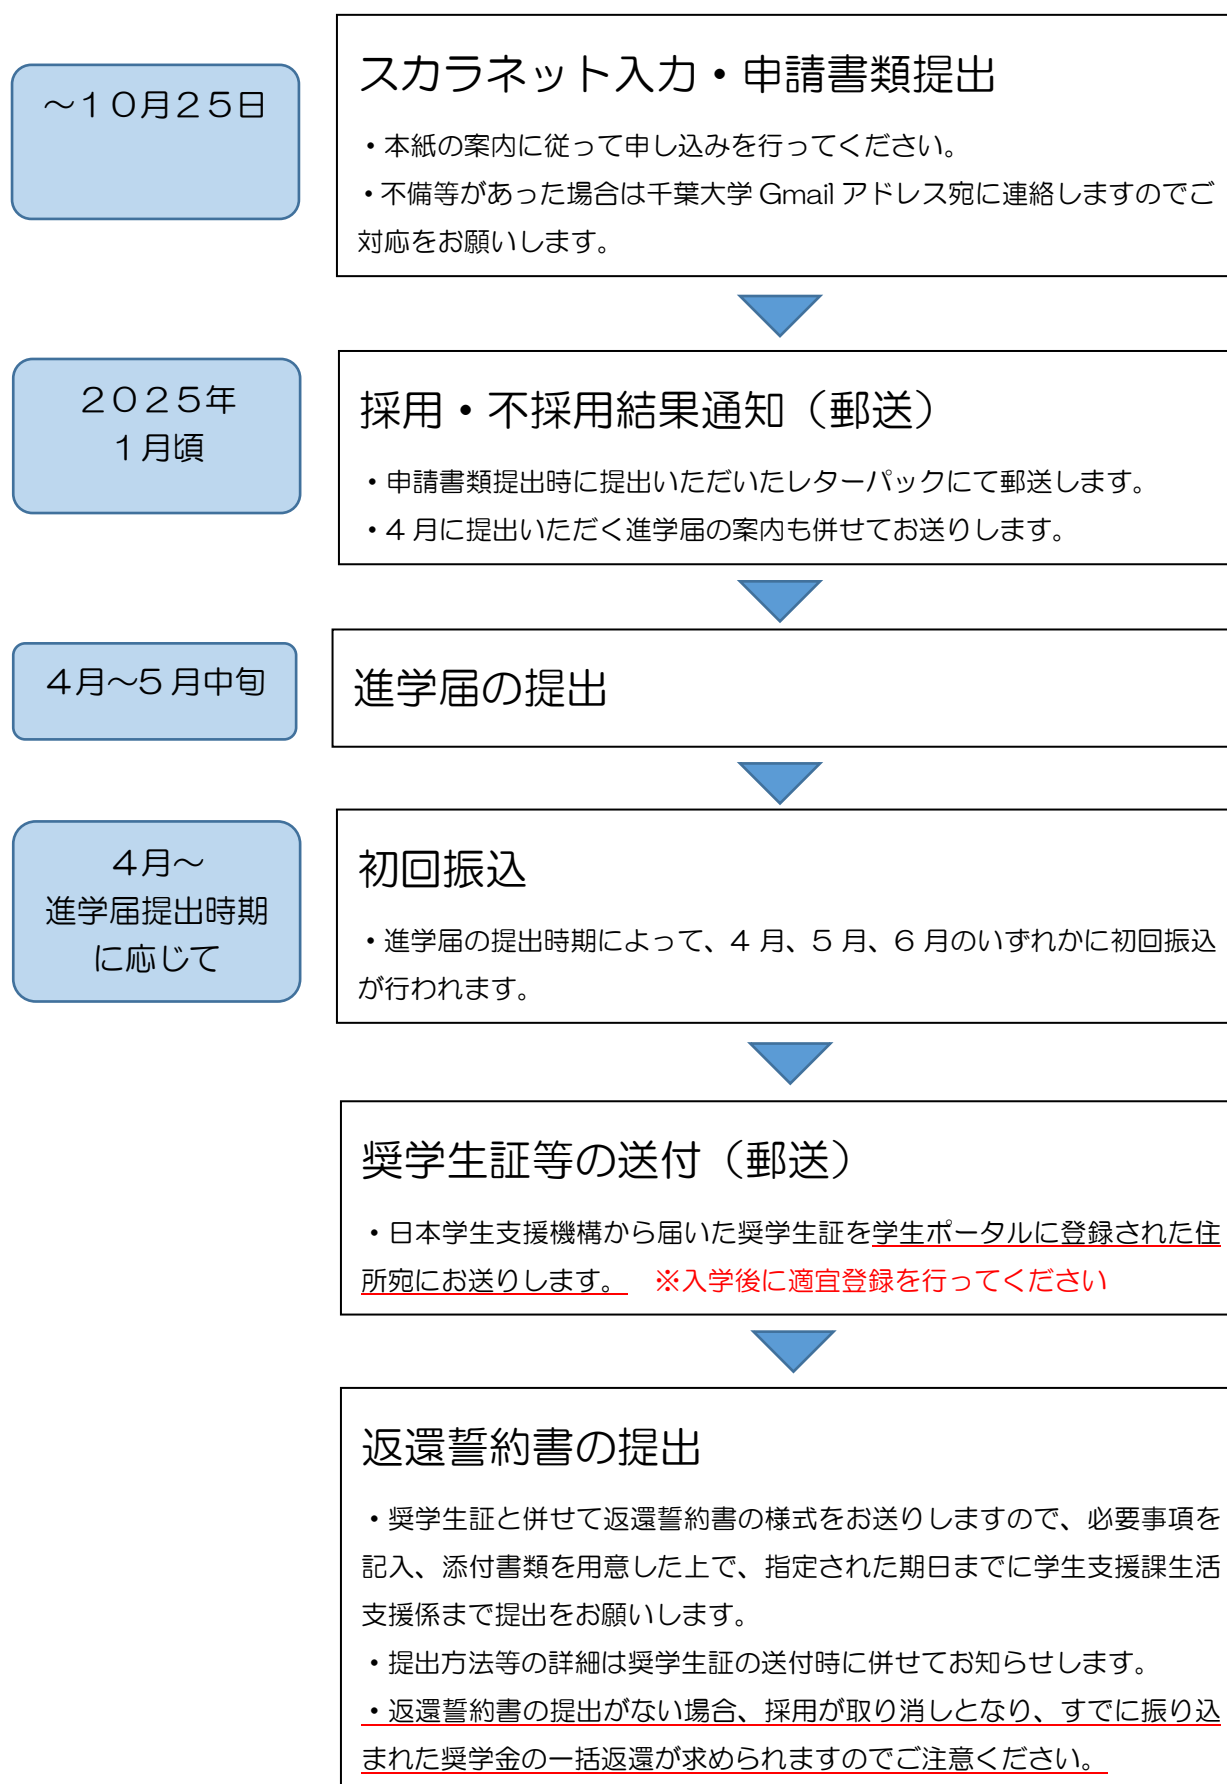 ～１０月２５日
スカラネット入力・申請書類提出
・本紙の案内に従って申し込みを行ってください。
・不備等があった場合は千葉大学 Gmail アドレス宛に連絡しますのでご
対応をお願いします。
２０２５年
１月頃
採用・不採用結果通知（郵送）
・申請書類提出時に提出いただいたレターパックにて郵送します。
・４月に提出いただく進学届の案内も併せてお送りします。
４月～５月中旬
進学届の提出
４月～
進学届提出時期
に応じて
初回振込
・進学届の提出時期によって、４月、５月、６月のいずれかに初回振込
が行われます。
奨学生証等の送付（郵送）
・日本学生支援機構から届いた奨学生証を学生ポータルに登録された住
所宛にお送りします。　※入学後に適宜登録を行ってください
返還誓約書の提出
・奨学生証と併せて返還誓約書の様式をお送りしますので、必要事項を
記入、添付書類を用意した上で、指定された期日までに学生支援課生活
支援係まで提出をお願いします。
・提出方法等の詳細は奨学生証の送付時に併せてお知らせします。
・返還誓約書の提出がない場合、採用が取り消しとなり、すでに振り込
まれた奨学金の一括返還が求められますのでご注意ください。